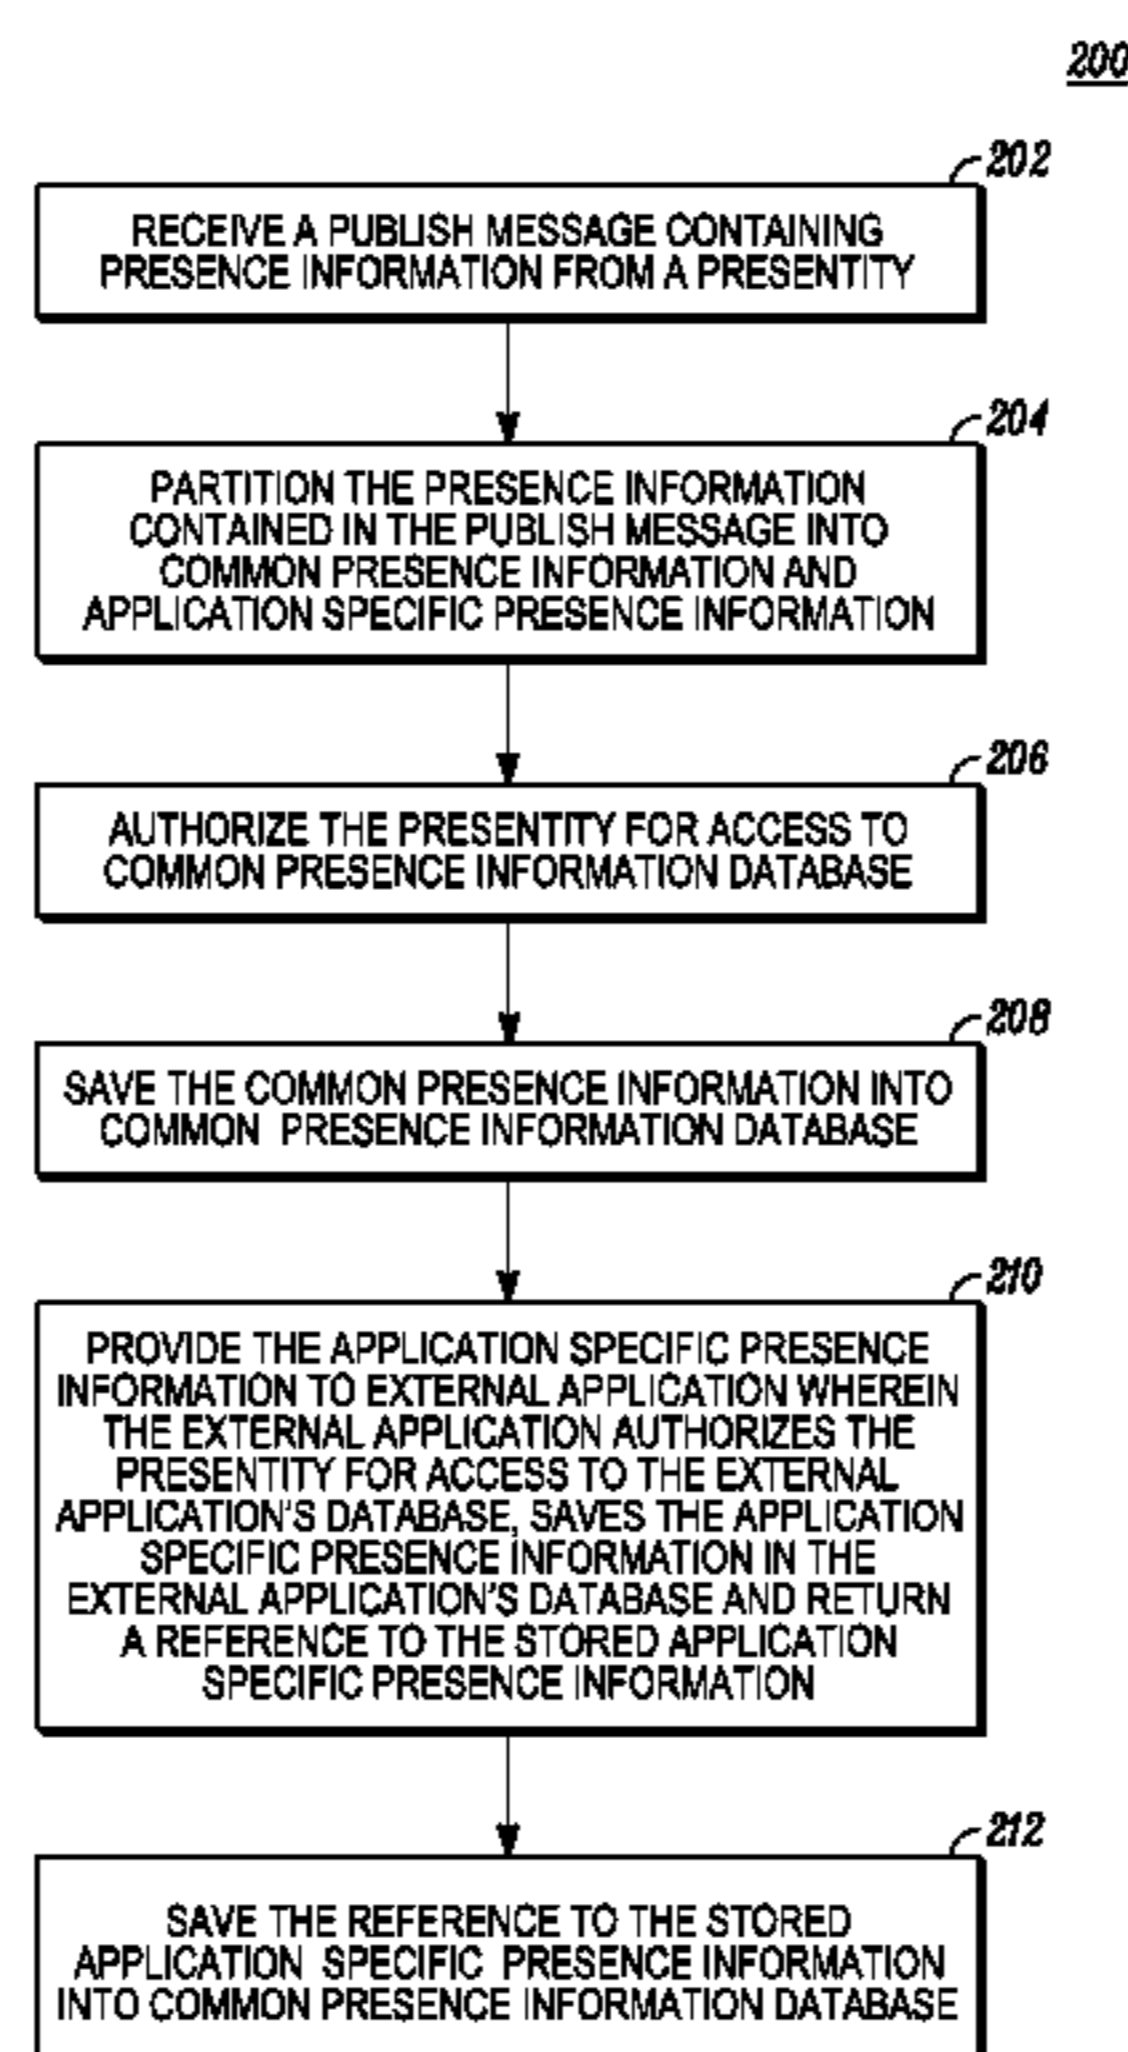 200
202
RECEIVE A PUBLISH MESSAGE CONTAINING
PRESENCE INFORMATION FROM A PRESENTITY
204
PARTITION THE PRESENCE INFORMATION
CONTAINED IN THE PUBLISH MESSAGE INTO
COMMON PRESENCE INFORMATION AND
APPLICATION SPECIFIC PRESENCE INFORMATION
206
AUTHORIZE THE PRESENTITY FOR ACCESS TO
COMMON PRESENCE INFORMATION DATABASE
208
SAVE THE COMMON PRESENCE INFORMATION INTO
COMMON PRESENCE INFORMATION DATABASE
210
PROVIDE THE APPLICATION SPECIFIC PRESENCE
INFORMATION TO EXTERNAL APPLICATION WHEREIN
THE EXTERNAL APPLICATION AUTHORIZES THE
PRESENTITY FOR ACCESS TO THE EXTERNAL
APPLICATION'S DATABASE, SAVES THE APPLICATION
SPECIFIC PRESENCE INFORMATION IN THE
EXTERNAL APPLICATION'S DATABASE AND RETURN
A REFERENCE TO THE STORED APPLICATION
SPECIFIC PRESENCE INFORMATION
212
SAVE THE REFERENCE TO THE STORED
APPLICATION SPECIFIC PRESENCE INFORMATION
INTO COMMON PRESENCE INFORMATION DATABASE